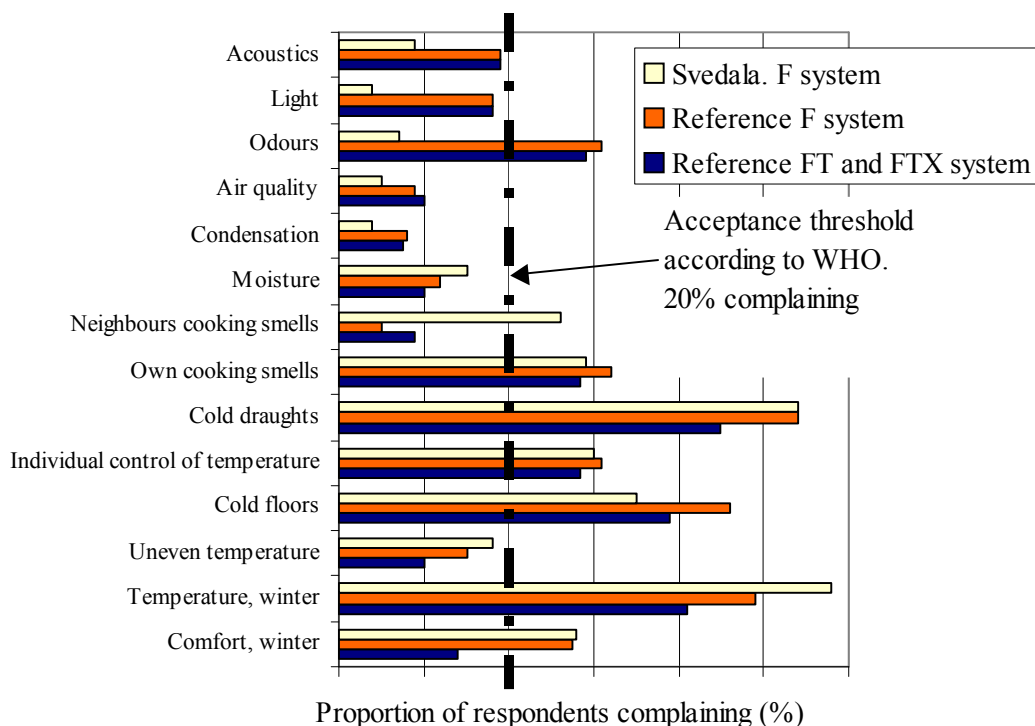 Acoustics
Light
Odours
Air quality
Condensation
Moisture
Neighbours cooking smells
Own cooking smells
Cold draughts
Individual control of temperature
Cold floors
Uneven temperature
Temperature, winter
Comfort, winter
Svedala. F system
Reference F system
Reference FT and FTX system
Acceptance threshold
according to WHO.
20% complaining
Proportion of respondents complaining (%)